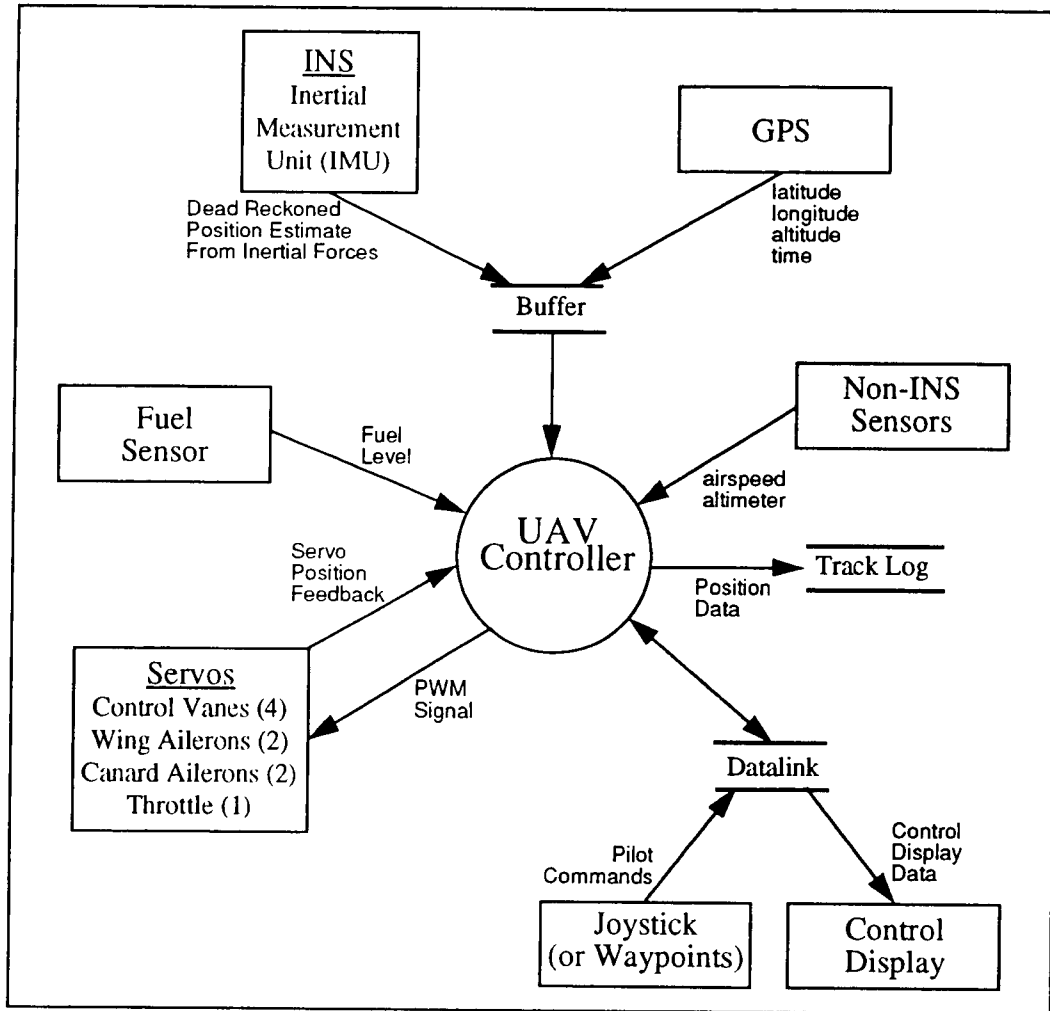 INS
Inertial
Measurement
Unit (IMU)
GPS
Dead Reckoned
Position Estimate
From Inertial Forces
latitude
longitude
altitude
time
Buffer
Fuel
Sensor
Fuel
Level
Non-INS
Sensors
airspeed
altimeter
UAV
Controller
Servo
Position
Feedback
Position
Data
Track Log
Servos
Control Vanes (4)
Wing Ailerons (2)
Canard Ailerons (2)
Throttle (1)
PWM
Signal
Datalink
Pilot
Commands
Control
Display
Data
Joystick
(or Waypoints)
Control
Display